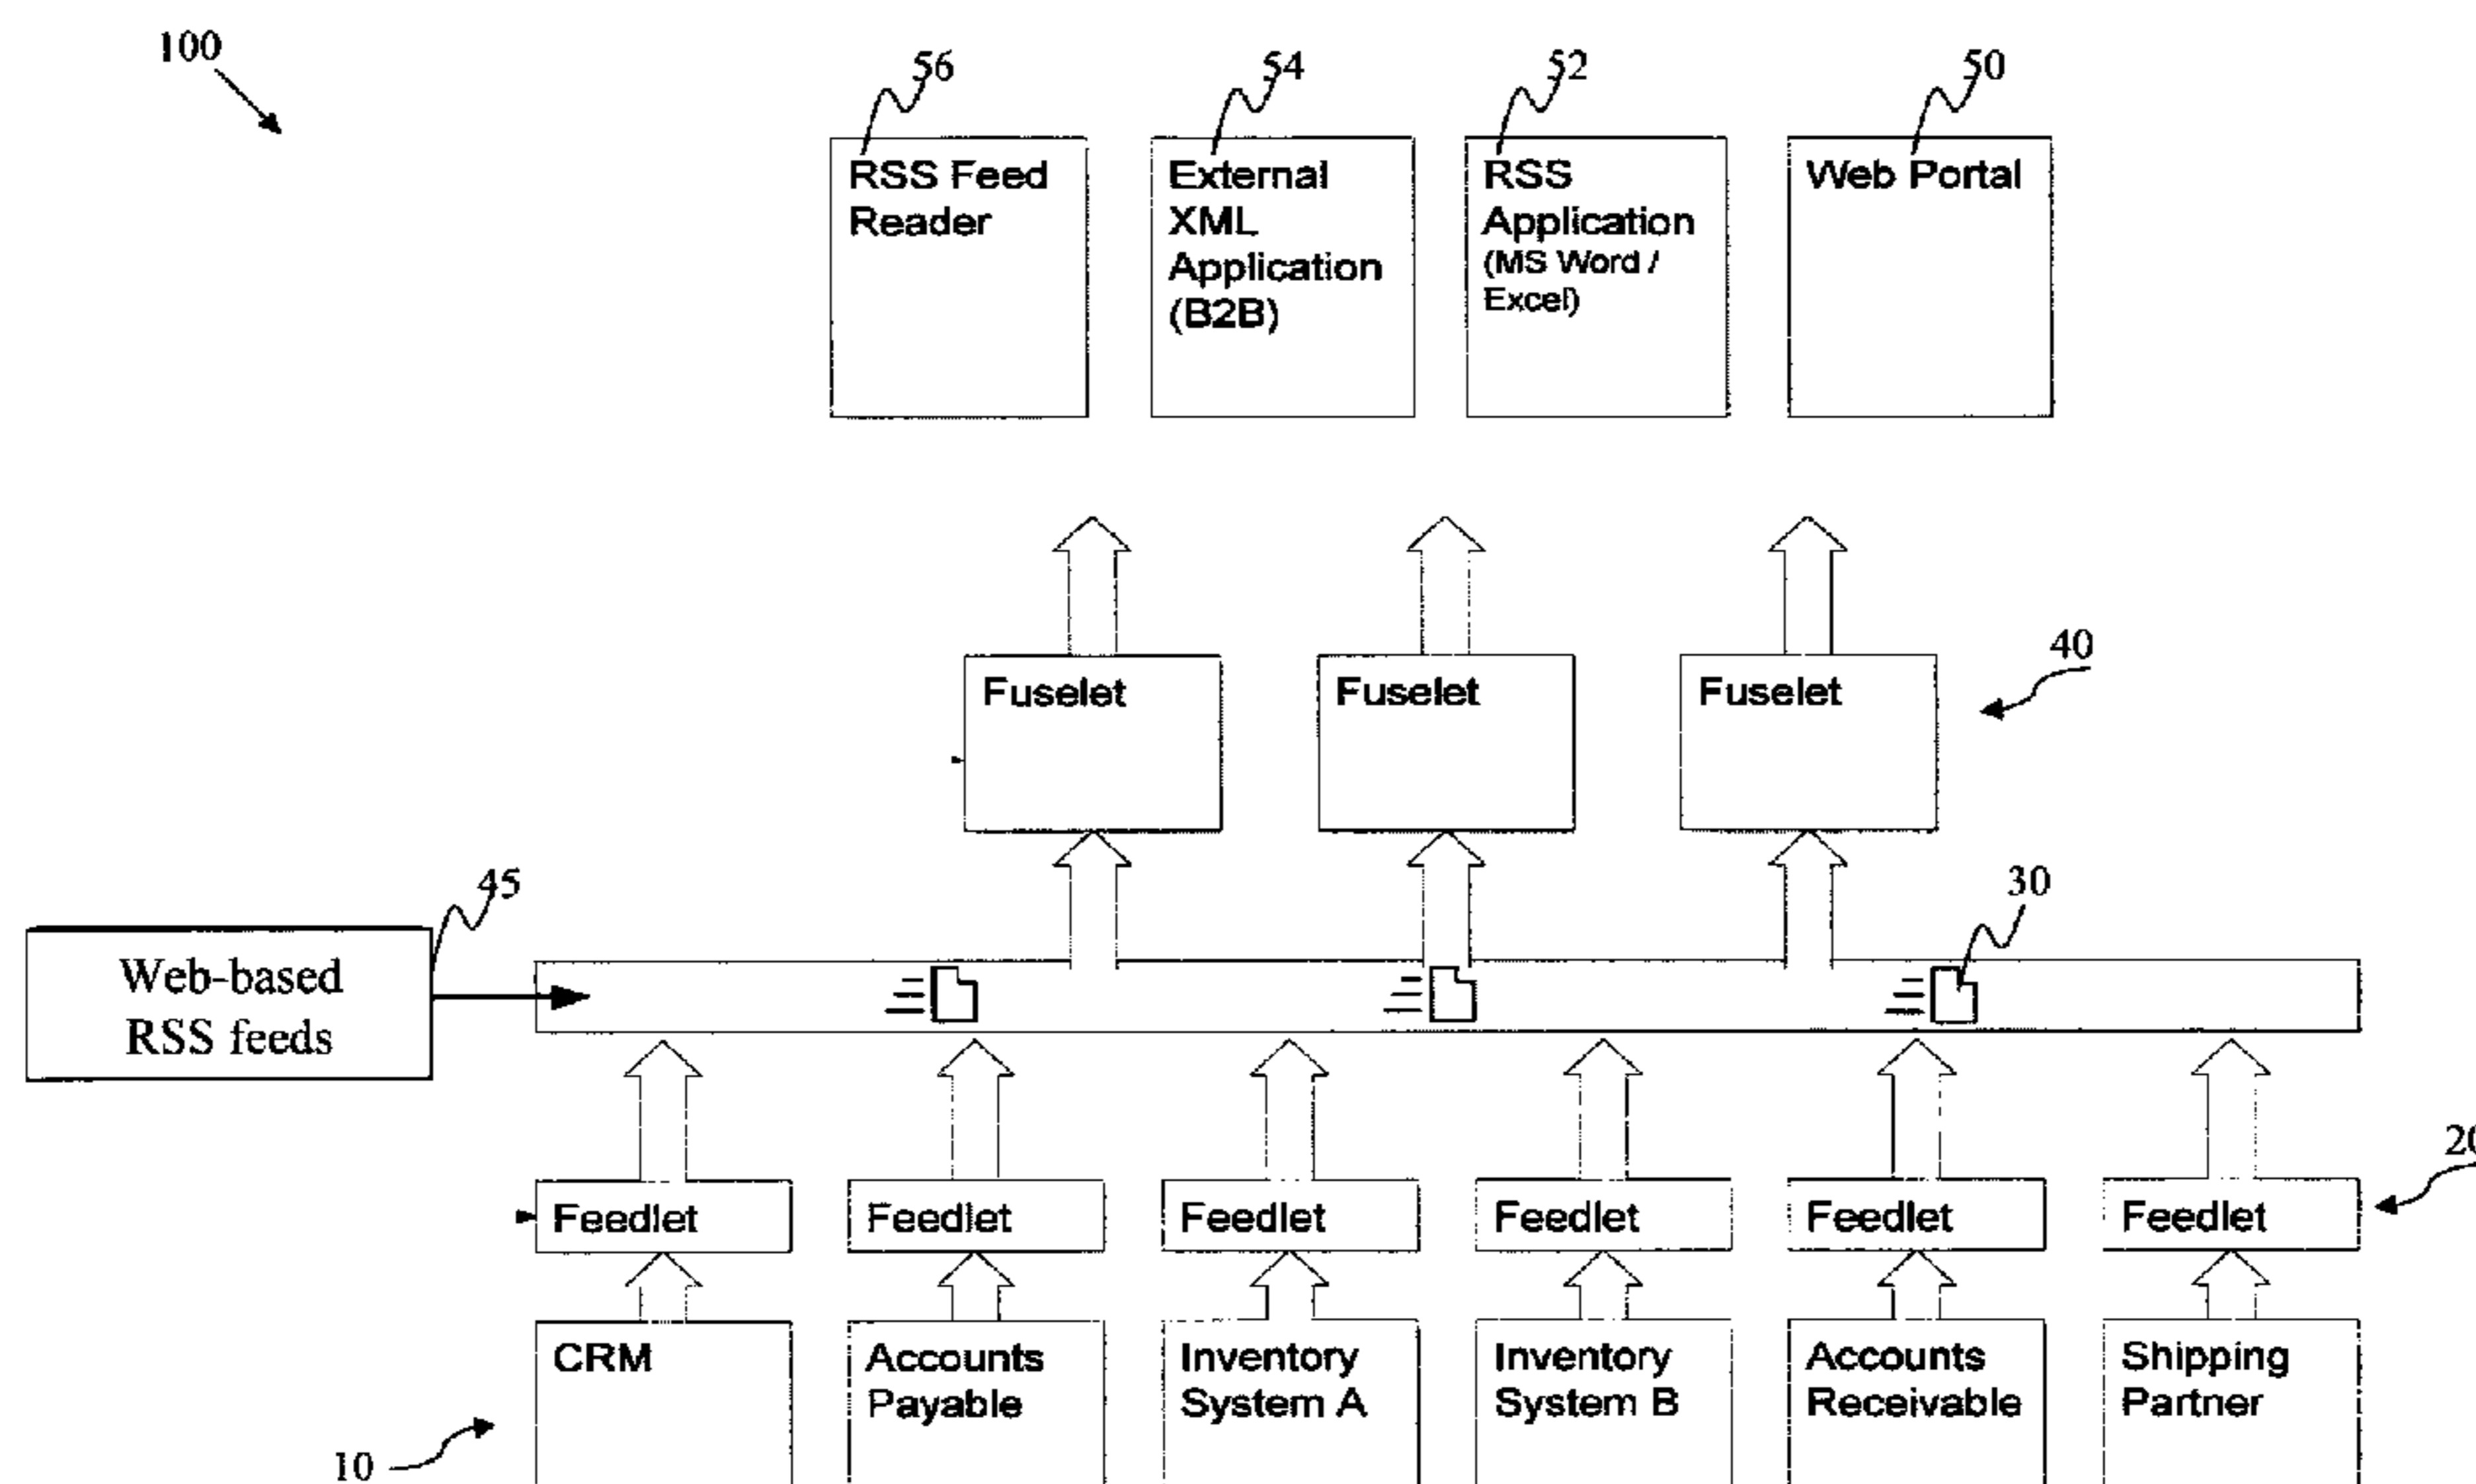 100
56
54
52
50
RSS Feed
Reader
External
XML
Application
(B2B)
RSS
Application
(MS Word /
Excel)
Web Portal
40
Fuselet
Fuselet
Fuselet
45
30
Web-based
RSS feeds
20
Feedlet
Feedlet
Feedlet
Feedlet
Feedlet
Feedlet
CRM
Accounts
Payable
Inventory
System A
Inventory
System B
Accounts
Receivable
Shipping
Partner
10